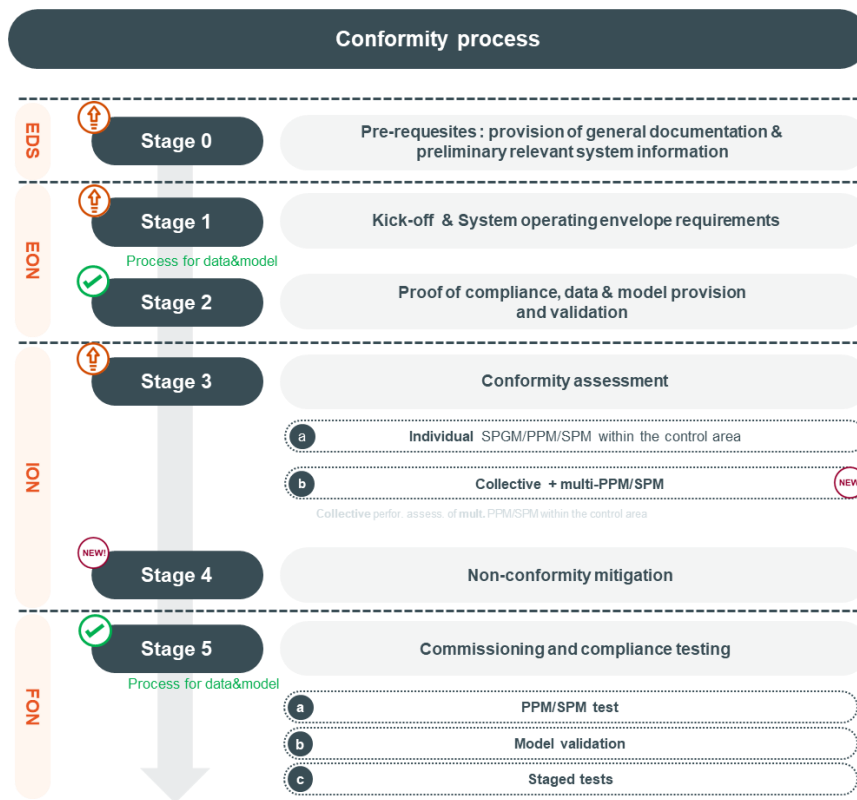 Conformity process
EDS
Stage 0
Pre-requesites : provision of general documentation &
preliminary relevant system information
EON
Stage 1
Kick-off & System operating envelope requirements
Process for data&model
Stage 2
Proof of compliance, data & model provision
and validation
ION
Stage 3
Conformity assessment
a
Individual SPGM/PPM/SPM within the control area
b
Collective + multi-PPM/SPM
NEW!
Collective perfor. assess. of mult. PPM/SPM within the control area
NEW!
Stage 4
Non-conformity mitigation
FON
Stage 5
Commissioning and compliance testing
Process for data&model
a
PPM/SPM test
b
Model validation
c
Staged tests